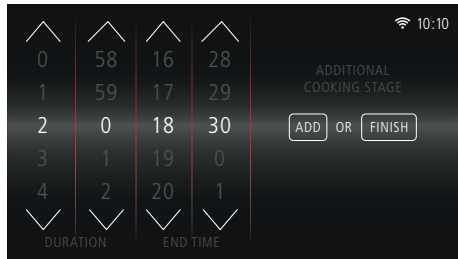 10:10
0 58 16 28
1 59 17 29
2 0 18 30
3 1 19 0
4 2 20 1
DURATION END TIME
ADDITIONAL
COOKING STAGE
ADD OR FINISH